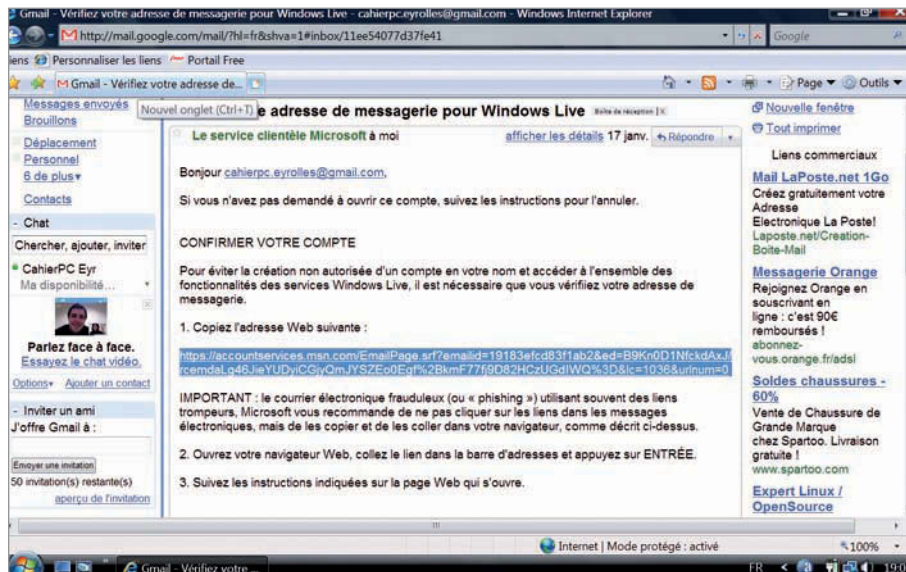 Gmail - Vérifiez votre adresse de messagerie pour Windows Live - cahierpc.eyrolles@gmail.com - Windows Internet Explorer
http://mail.google.com/mail/?hl=fr&shva=1#inbox/11ee54077d37fe41
Google
iens Personnaliser les liens Portail Free
Gmail - Vérifiez votre adresse de...
Page Outils
Nouvel onglet (Ctrl+T)
Messages envoyés
Brouillons
Déplacement
Personnel
6 de plus
Contacts
- Chat
Chercher, ajouter, inviter
CahierPC Eyr
Ma disponibilité...
Parlez face à face.
Essayez le chat vidéo.
Options Ajouter un contact
- Inviter un ami
J'offre Gmail à :
Envoyer une invitation
50 invitation(s) restante(s)
aperçu de l'invitation
e adresse de messagerie pour Windows Live Boîte de réception X
Le service clientèle Microsoft à moi
afficher les détails 17 janv. Répondre
Bonjour cahierpc.eyrolles@gmail.com,
Si vous n'avez pas demandé à ouvrir ce compte, suivez les instructions pour l'annuler.
CONFIRMER VOTRE COMPTE
Pour éviter la création non autorisée d'un compte en votre nom et accéder à l'ensemble des
fonctionnalités des services Windows Live, il est nécessaire que vous vérifiiez votre adresse de
messagerie.
1. Copiez l'adresse Web suivante :
https://accountservices.msn.com/EmailPage.srf?emailid=19183efcd83f1ab2&ed=B9Kn0D1NfckdAxJ/
rcemdaLg46JieYUDyiCGjyQmJYSZEo0Egf%2BkmF77fj9D82HCzUGdIWQ%3D&lc=1036&urlnum=0
IMPORTANT : le courrier électronique frauduleux (ou « phishing ») utilisant souvent des liens
trompeurs, Microsoft vous recommande de ne pas cliquer sur les liens dans les messages
électroniques, mais de les copier et de les coller dans votre navigateur, comme décrit ci-dessus.
2. Ouvrez votre navigateur Web, collez le lien dans la barre d'adresses et appuyez sur ENTRÉE.
3. Suivez les instructions indiquées sur la page Web qui s'ouvre.
Nouvelle fenêtre
Tout imprimer
Liens commerciaux
Mail LaPoste.net 1Go
Créez gratuitement votre
Adresse
Electronique La Poste!
Laposte.net/Creation-
Boite-Mail
Messagerie Orange
Rejoignez Orange en
souscrivant en
ligne : c'est 90€
remboursés !
abonnez-
vous.orange.fr/adsl
Soldes chaussures -
60%
Vente de Chaussure de
Grande Marque
chez Spartoo. Livraison
gratuite !
www.spartoo.com
Expert Linux /
OpenSource
Internet | Mode protégé : activé
100%
Gmail - Vérifiez votre ...
FR
19:0